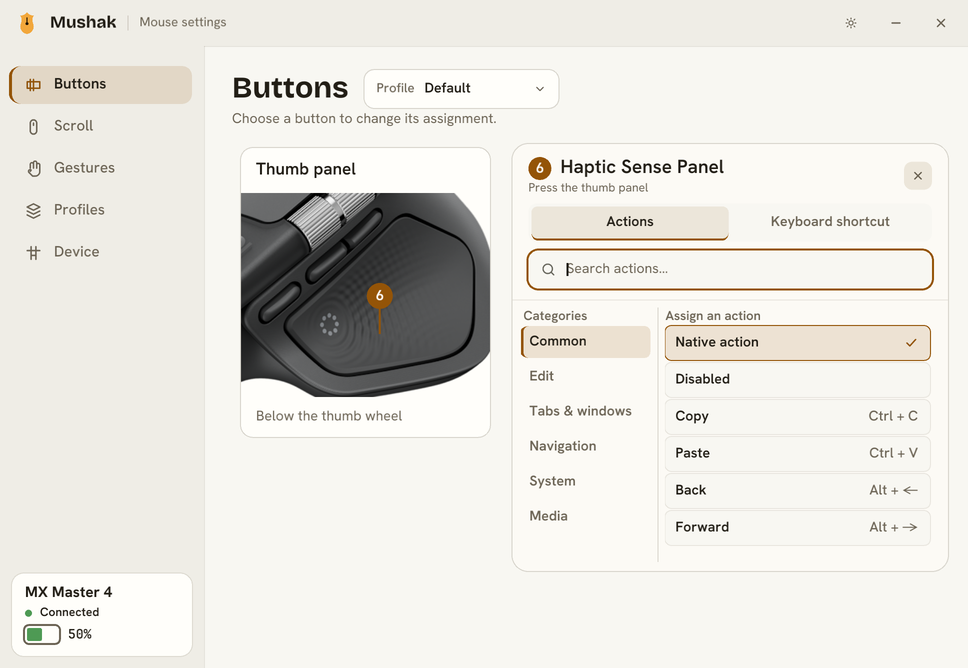 Mushak
Mouse settings
Buttons
Scroll
Gestures
Profiles
Device
MX Master 4
Connected
50%
Buttons
Profile Default
Choose a button to change its assignment.
Thumb panel
6
Below the thumb wheel
6 Haptic Sense Panel
Press the thumb panel
Actions
Keyboard shortcut
Search actions...
Categories
Common
Edit
Tabs & windows
Navigation
System
Media
Assign an action
Native action
Disabled
Copy Ctrl + C
Paste Ctrl + V
Back Alt + ←
Forward Alt + →